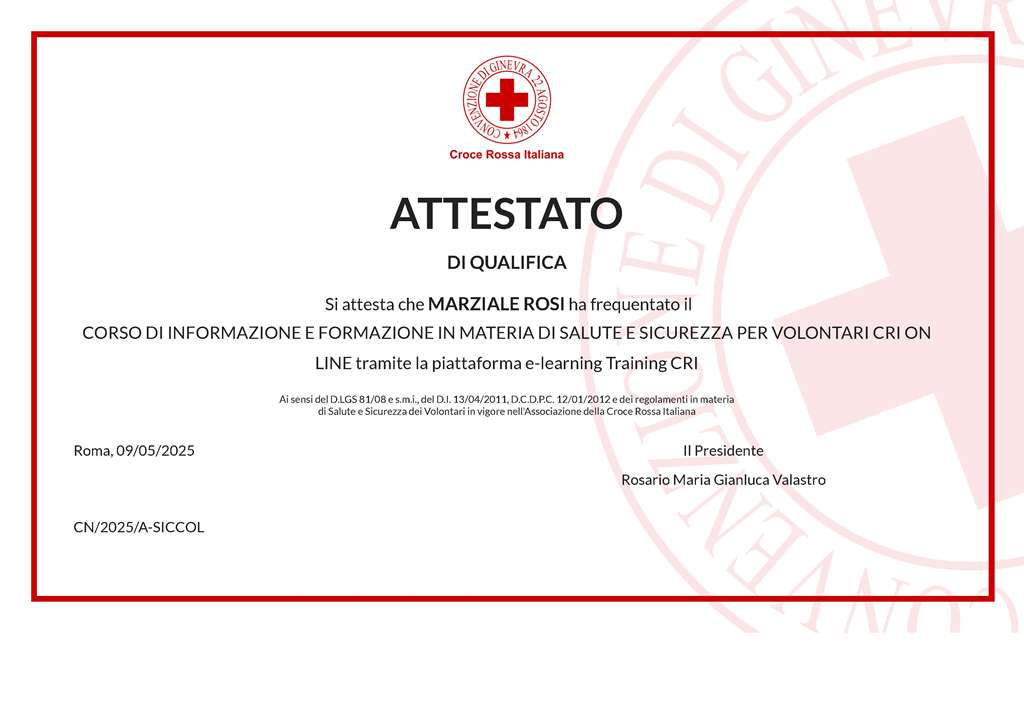 CONVENZIONE DI GINEVRA 22 AGOSTO 1864
Croce Rossa Italiana
ATTESTATO
DI QUALIFICA
Si attesta che MARZIALE ROSI ha frequentato il
CORSO DI INFORMAZIONE E FORMAZIONE IN MATERIA DI SALUTE E SICUREZZA PER VOLONTARI CRI ON
LINE tramite la piattaforma e-learning Training CRI
Ai sensi del D.LGS 81/08 e s.m.i., del D.I. 13/04/2011, D.C.D.P.C. 12/01/2012 e dei regolamenti in materia
di Salute e Sicurezza dei Volontari in vigore nell'Associazione della Croce Rossa Italiana
Roma, 09/05/2025
Il Presidente
Rosario Maria Gianluca Valastro
CN/2025/A-SICCOL
CONVENZIONE DI GINEV